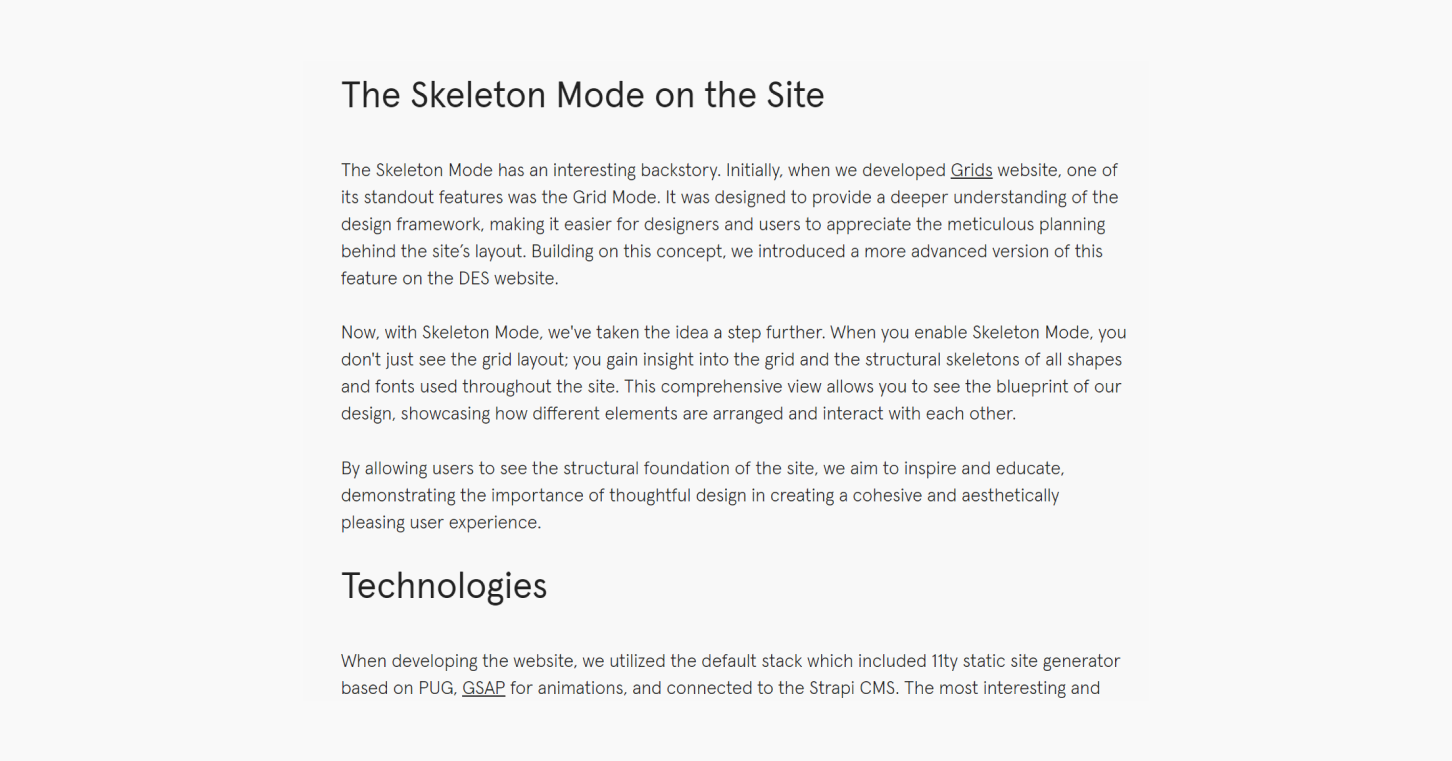 The Skeleton Mode on the Site
The Skeleton Mode has an interesting backstory. Initially, when we developed Grids website, one of
its standout features was the Grid Mode. It was designed to provide a deeper understanding of the
design framework, making it easier for designers and users to appreciate the meticulous planning
behind the site’s layout. Building on this concept, we introduced a more advanced version of this
feature on the DES website.
Now, with Skeleton Mode, we've taken the idea a step further. When you enable Skeleton Mode, you
don't just see the grid layout; you gain insight into the grid and the structural skeletons of all shapes
and fonts used throughout the site. This comprehensive view allows you to see the blueprint of our
design, showcasing how different elements are arranged and interact with each other.
By allowing users to see the structural foundation of the site, we aim to inspire and educate,
demonstrating the importance of thoughtful design in creating a cohesive and aesthetically
pleasing user experience.
Technologies
When developing the website, we utilized the default stack which included 11ty static site generator
based on PUG, GSAP for animations, and connected to the Strapi CMS. The most interesting and